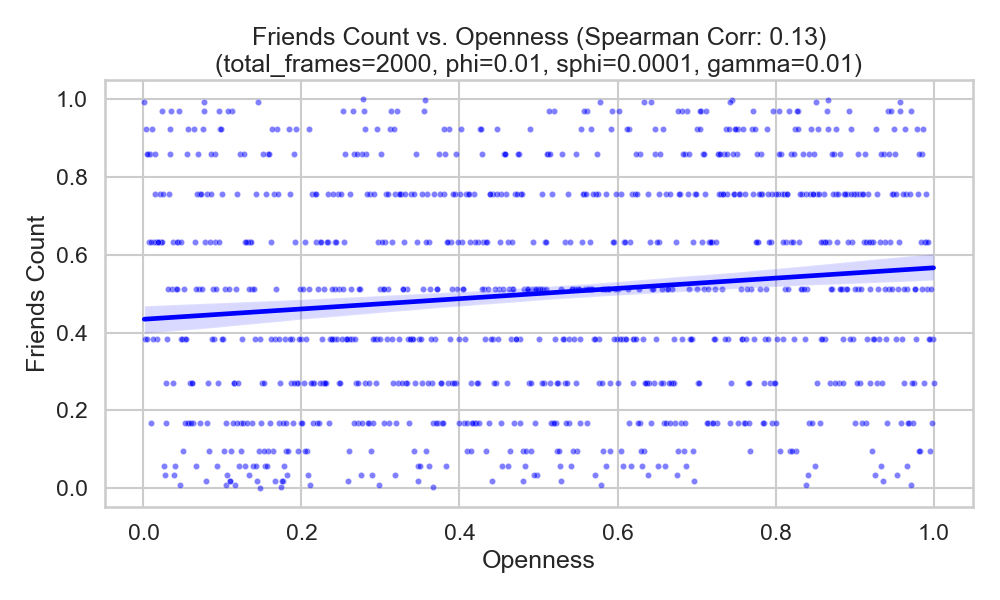 Friends Count vs. Openness (Spearman Corr: 0.13)
(total_frames=2000, phi=0.01, sphi=0.0001, gamma=0.01)
1.0
0.8
0.6
0.4
0.2
0.0
Friends Count
0.0 0.2 0.4 0.6 0.8 1.0
Openness